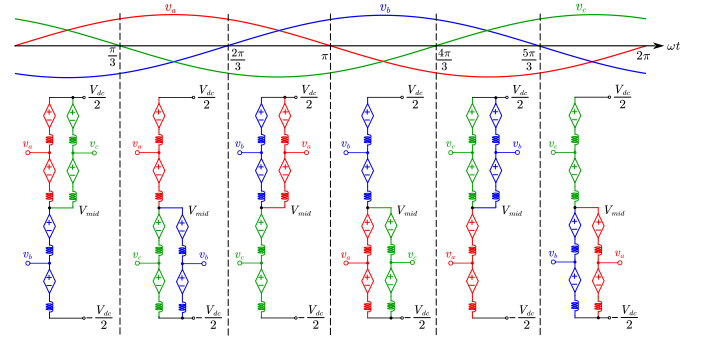 v_a v_b v_c
ωt
π/3 2π/3 π 4π/3 5π/3 2π
V_dc/2 V_dc/2 V_dc/2 V_dc/2 V_dc/2 V_dc/2
v_a v_c v_a v_b v_a v_b v_c v_b v_c
V_mid V_mid V_mid V_mid V_mid V_mid
v_b v_c v_b v_c v_a v_c v_a v_b v_a
−V_dc/2 −V_dc/2 −V_dc/2 −V_dc/2 −V_dc/2 −V_dc/2